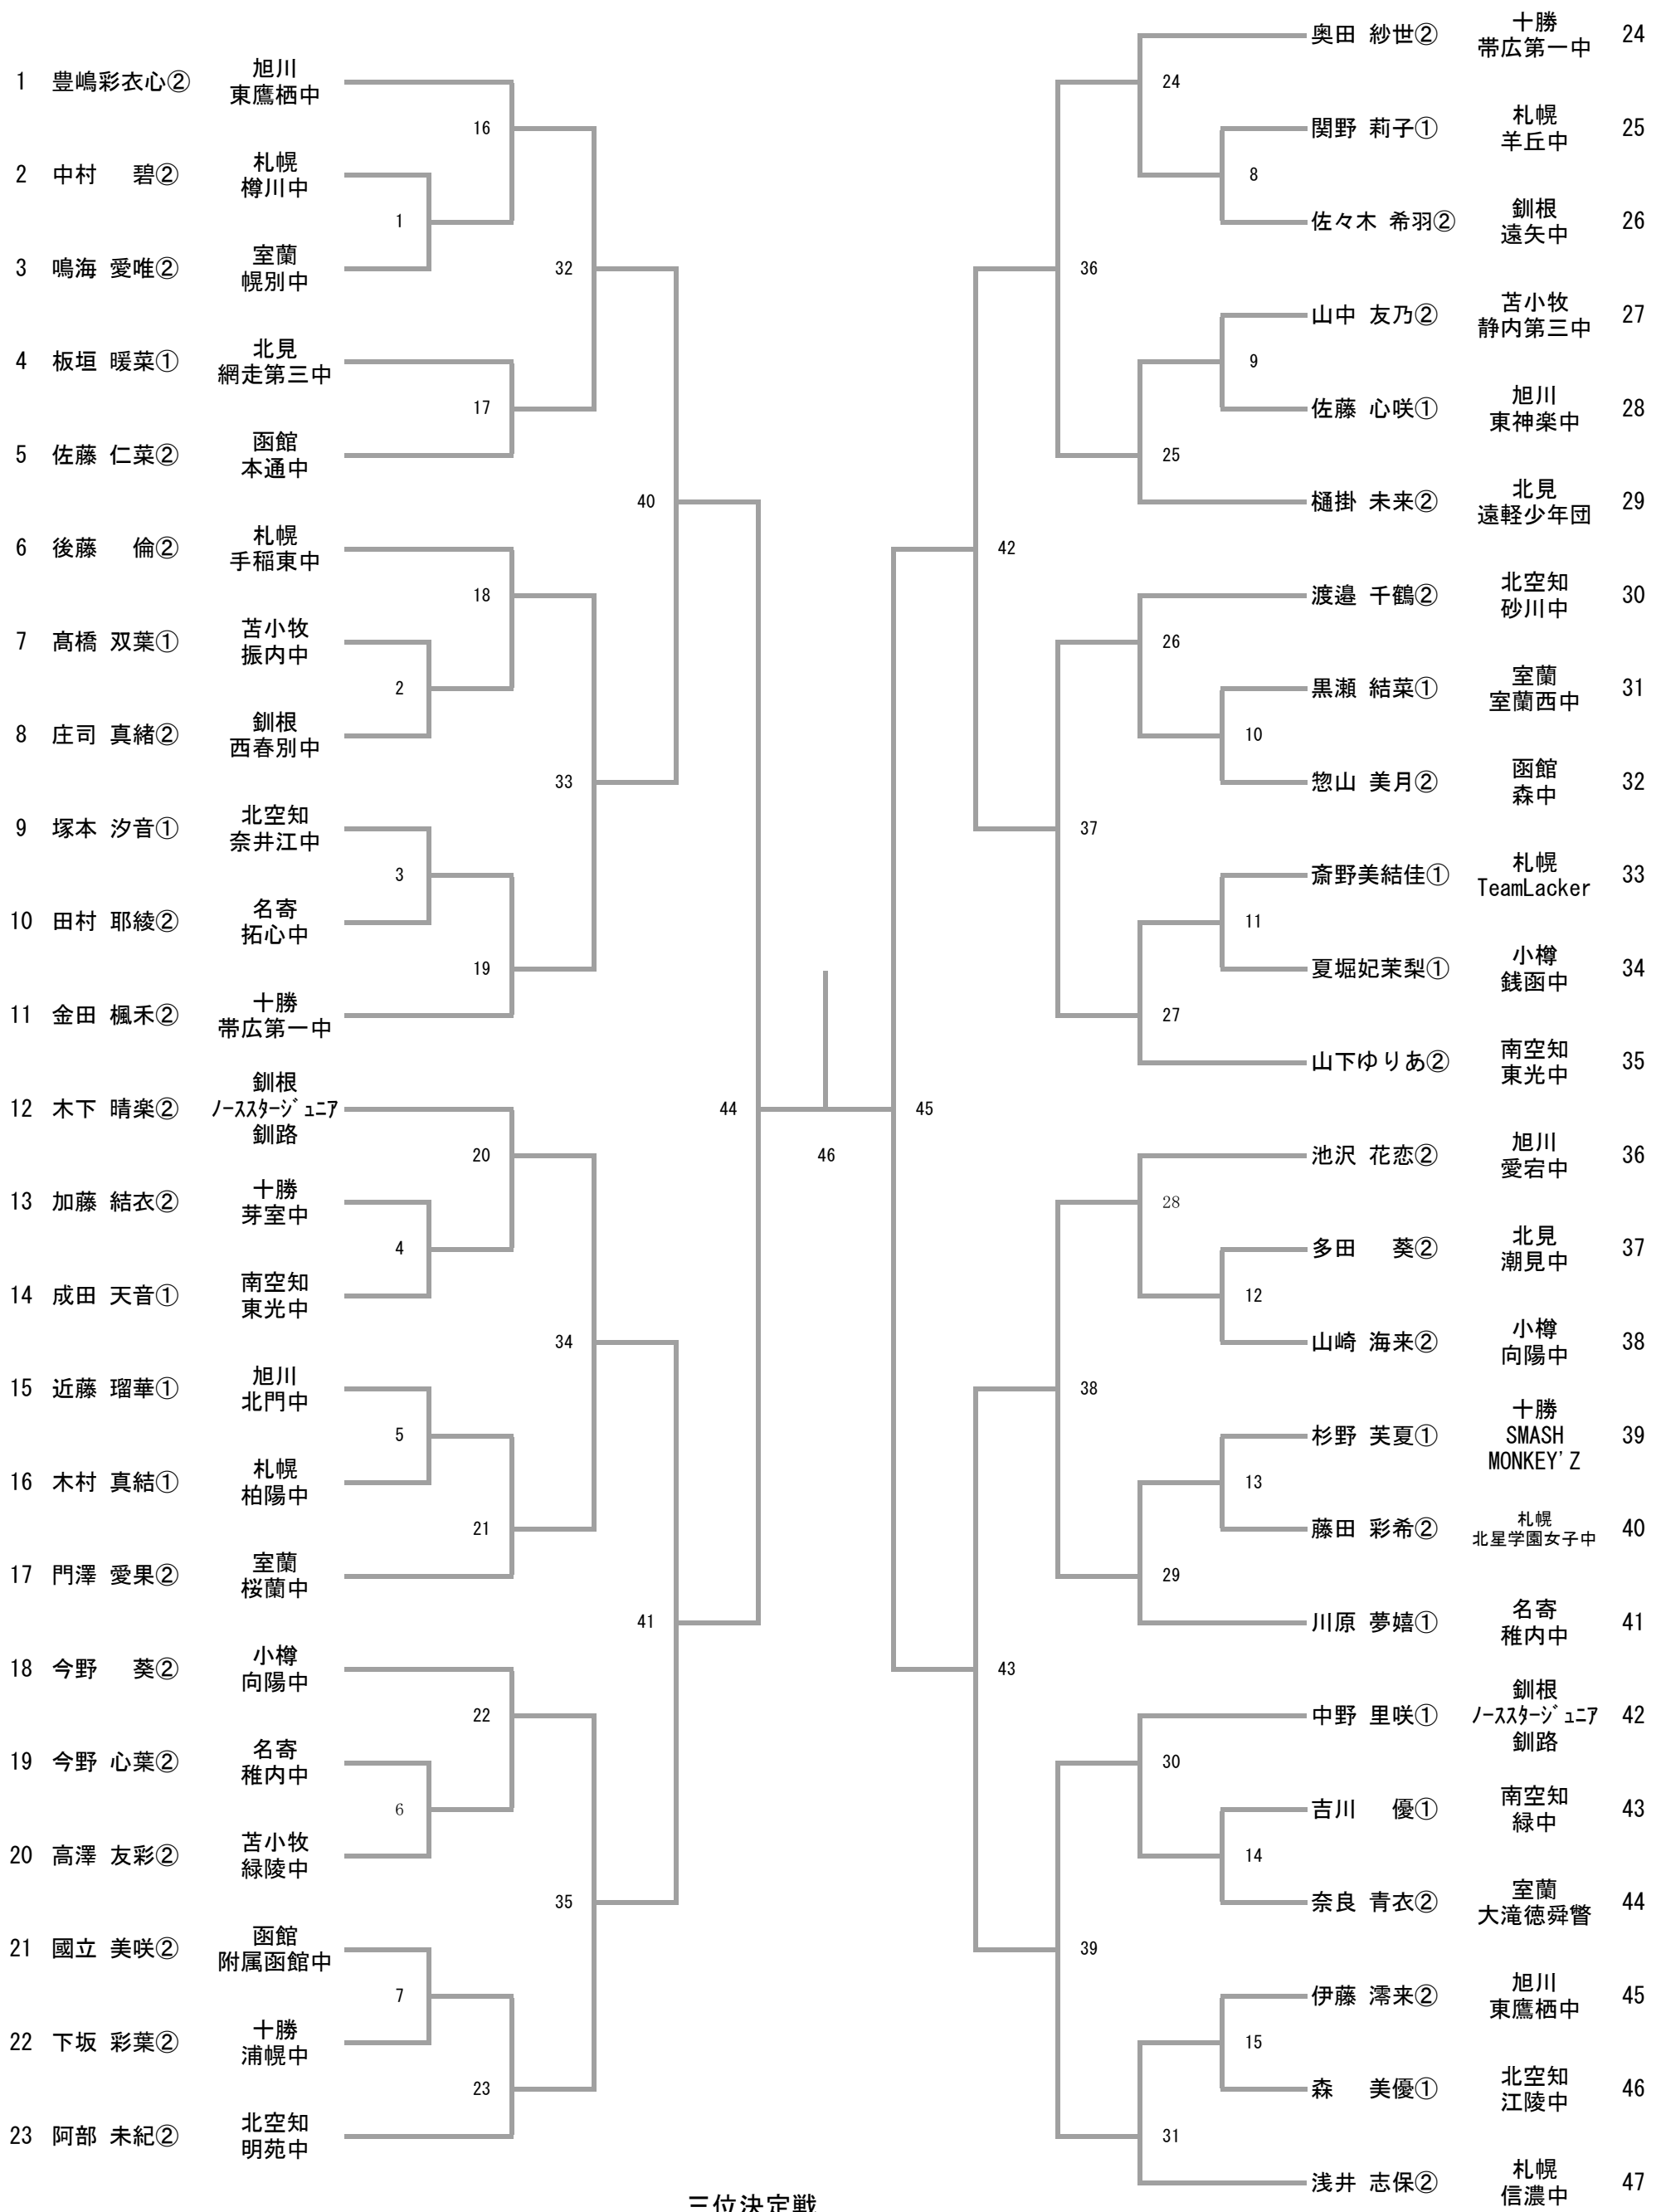 1 豊嶋彩衣心② 旭川 東鷹栖中
2 中村 碧② 札幌 樽川中
3 鳴海 愛唯② 室蘭 幌別中
4 板垣 暖菜① 北見 網走第三中
5 佐藤 仁菜② 函館 本通中
6 後藤 倫② 札幌 手稲東中
7 髙橋 双葉① 苫小牧 振内中
8 庄司 真緒② 釧根 西春別中
9 塚本 汐音① 北空知 奈井江中
10 田村 耶綾② 名寄 拓心中
11 金田 楓禾② 十勝 帯広第一中
12 木下 晴楽② 釧根 ﾉｰｽｽﾀｰｼﾞｭﾆｱ 釧路
13 加藤 結衣② 十勝 芽室中
14 成田 天音① 南空知 東光中
15 近藤 瑠華① 旭川 北門中
16 木村 真結① 札幌 柏陽中
17 門澤 愛果② 室蘭 桜蘭中
18 今野 葵② 小樽 向陽中
19 今野 心葉② 名寄 稚内中
20 高澤 友彩② 苫小牧 緑陵中
21 國立 美咲② 函館 附属函館中
22 下坂 彩葉② 十勝 浦幌中
23 阿部 未紀② 北空知 明苑中
1
2
3
4
5
6
7
16
17
18
19
20
21
22
23
32
33
34
35
40
41
44
46
45
42
43
36
37
38
39
24
25
26
27
28
29
30
31
8
9
10
11
12
13
14
15
奥田 紗世② 十勝 帯広第一中 24
関野 莉子① 札幌 羊丘中 25
佐々木 希羽② 釧根 遠矢中 26
山中 友乃② 苫小牧 静内第三中 27
佐藤 心咲① 旭川 東神楽中 28
樋掛 未来② 北見 遠軽少年団 29
渡邉 千鶴② 北空知 砂川中 30
黒瀬 結菜① 室蘭 室蘭西中 31
惣山 美月② 函館 森中 32
斎野美結佳① 札幌 TeamLacker 33
夏堀妃茉梨① 小樽 銭函中 34
山下ゆりあ② 南空知 東光中 35
池沢 花恋② 旭川 愛宕中 36
多田 葵② 北見 潮見中 37
山崎 海来② 小樽 向陽中 38
杉野 芙夏① 十勝 SMASH MONKEY'Z 39
藤田 彩希② 札幌 北星学園女子中 40
川原 夢嬉① 名寄 稚内中 41
中野 里咲① 釧根 ﾉｰｽｽﾀｰｼﾞｭﾆｱ 釧路 42
吉川 優① 南空知 緑中 43
奈良 青衣② 室蘭 大滝徳舜瞥 44
伊藤 澪来② 旭川 東鷹栖中 45
森 美優① 北空知 江陵中 46
浅井 志保② 札幌 信濃中 47
三位決定戦